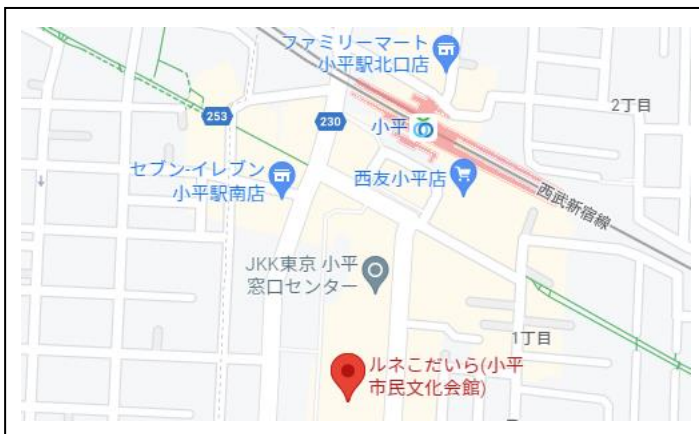 ファミリーマート
小平駅北口店
2丁目
253
230
小平
セブン-イレブン
小平駅南店
西友小平店
西武新宿線
JKK東京 小平
窓口センター
1丁目
ルネこだいら(小平
市民文化会館)